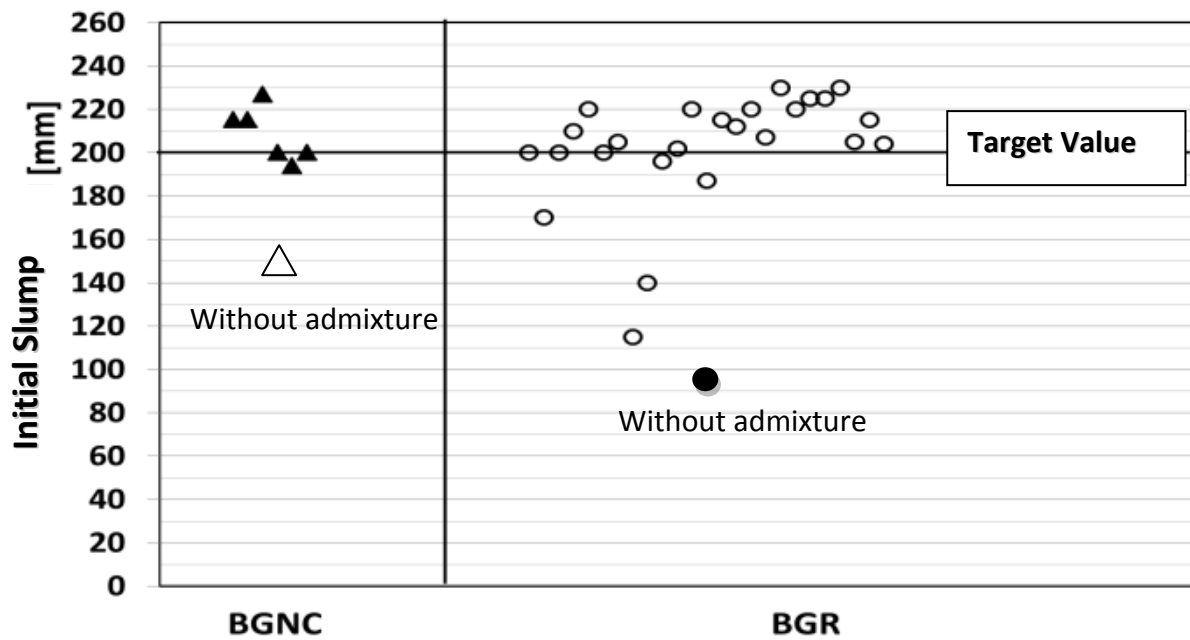 260
240
220
200
180
160
140
120
100
80
60
40
20
0
Initial Slump [mm]
Target Value
Without admixture
Without admixture
BGNC
BGR